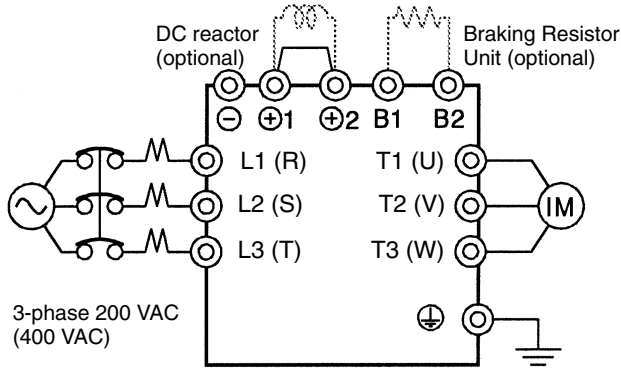 DC reactor
(optional)
Braking Resistor
Unit (optional)
⊖ ⊕1 ⊕2 B1 B2
L1 (R) T1 (U)
L2 (S) T2 (V) IM
L3 (T) T3 (W)
3-phase 200 VAC
(400 VAC)